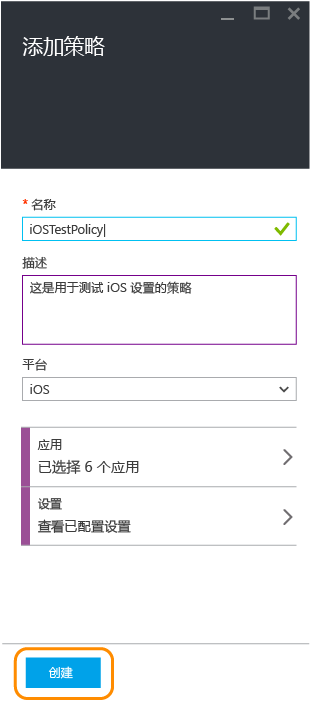 添加策略
* 名称
iOSTestPolicy
描述
这是用于测试 iOS 设置的策略
平台
iOS
应用
已选择 6 个应用
设置
查看已配置设置
创建